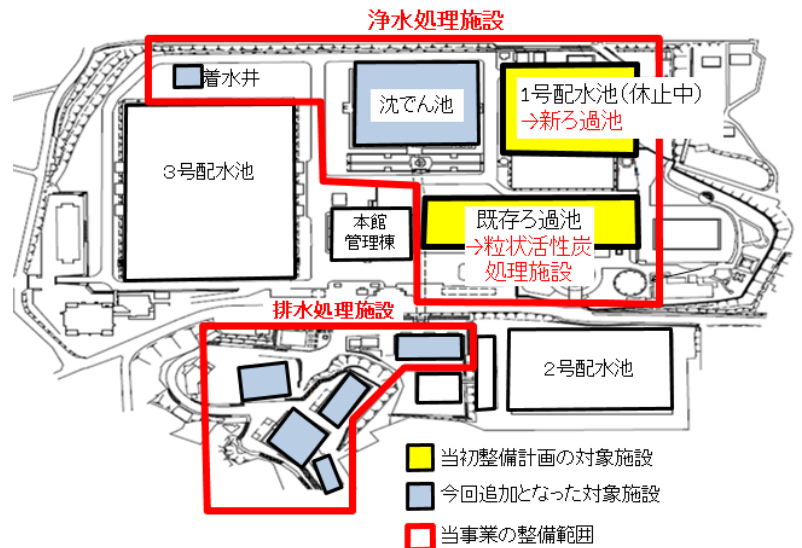 浄水処理施設
着水井
沈でん池
1号配水池(休止中)
→新ろ過池
3号配水池
本館
管理棟
既存ろ過池
→粒状活性炭
処理施設
排水処理施設
2号配水池
当初整備計画の対象施設
今回追加となった対象施設
当事業の整備範囲